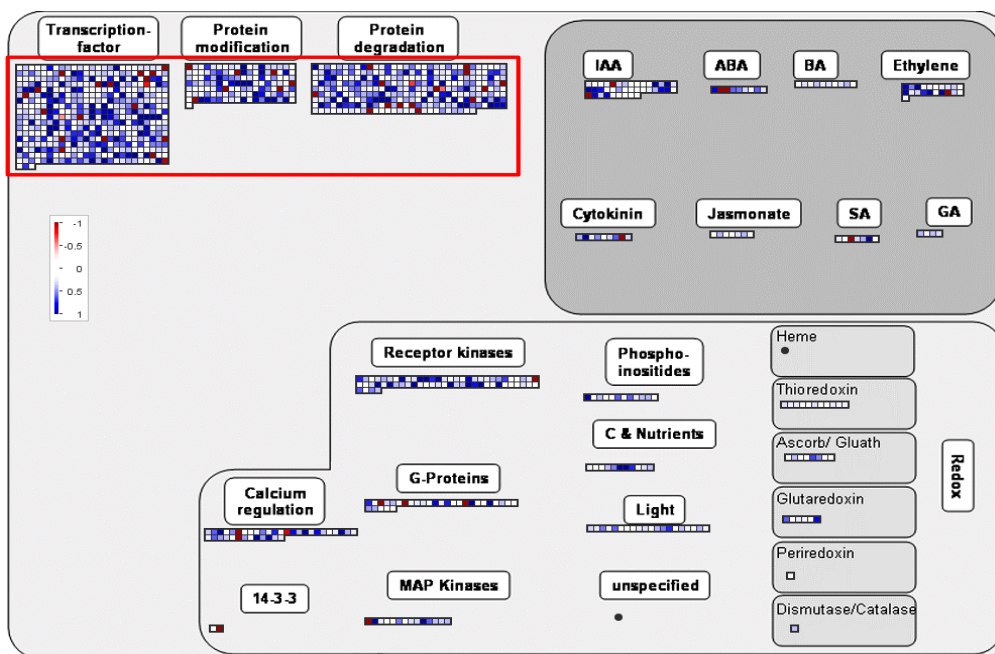 Transcription-
factor
Protein
modification
Protein
degradation
IAA
ABA
BA
Ethylene
Cytokinin
Jasmonate
SA
GA
-1
-0.5
0
0.5
1
Receptor kinases
Phospho-
inositides
C & Nutrients
G-Proteins
Light
Calcium
regulation
14-3-3
MAP Kinases
unspecified
Heme
Thioredoxin
Ascorb/ Gluath
Glutaredoxin
Periredoxin
Dismutase/Catalase
Redox